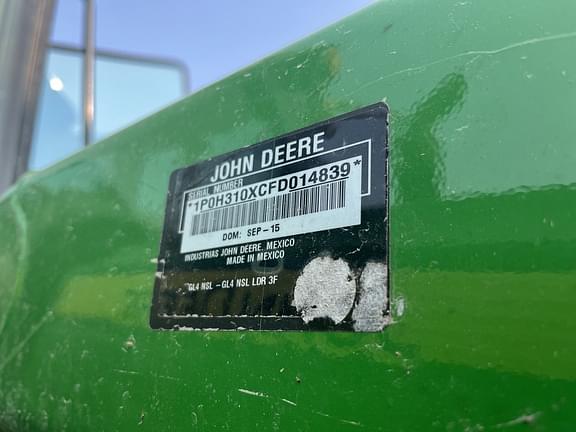 JOHN DEERE
SERIAL NUMBER
*1P0H310XCFD014839*
DOM: SEP-15
INDUSTRIAS JOHN DEERE, MEXICO
MADE IN MEXICO
GL4 NSL - GL4 NSL LDR 3F